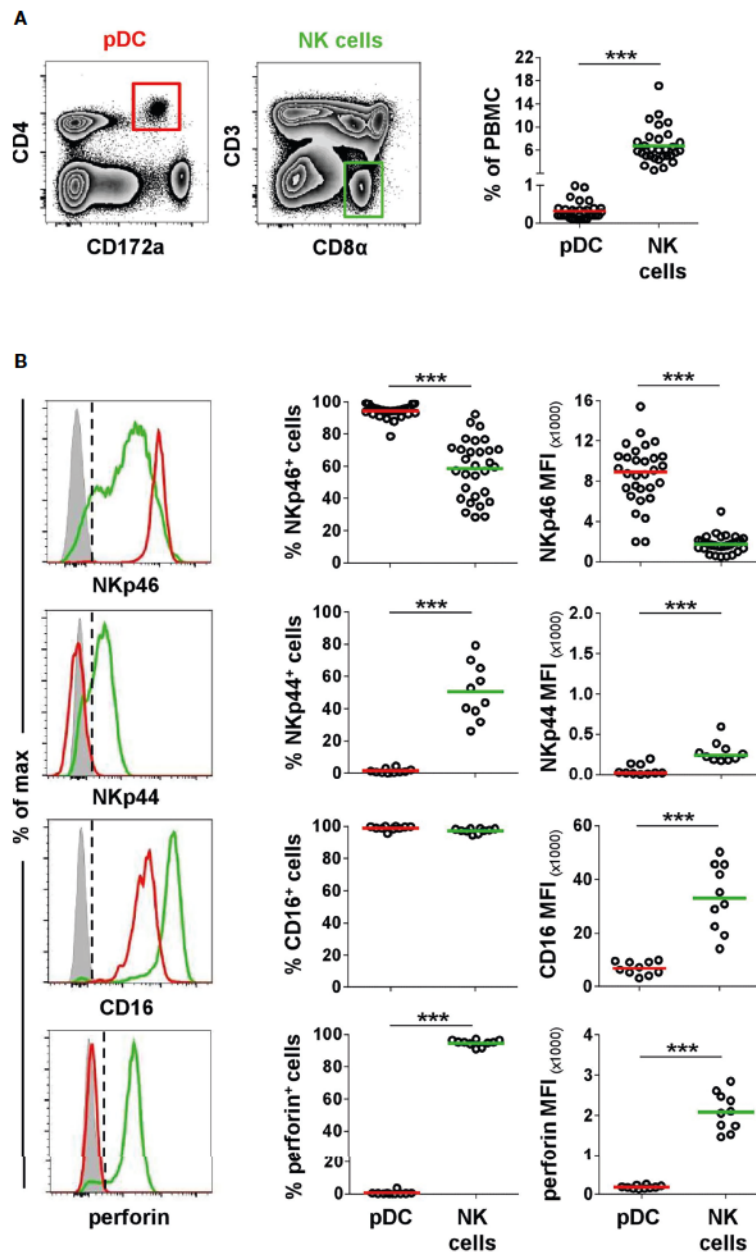 A
pDC
NK cells
CD4
CD172a
CD3
CD8α
***
% of PBMC
18
15
12
9
6
3
1
0
pDC
NK
cells
B
% of max
NKp46
***
% NKp46+ cells
100
80
60
40
20
0
***
NKp46 MFI (x1000)
16
12
8
4
0
NKp44
***
% NKp44+ cells
100
80
60
40
20
0
***
NKp44 MFI (x1000)
2.0
1.5
1.0
0.5
0.0
CD16
% CD16+ cells
100
80
60
40
20
0
***
CD16 MFI (x1000)
60
40
20
0
perforin
***
% perforin+ cells
100
80
60
40
20
0
pDC
NK
cells
***
perforin MFI (x1000)
4
3
2
1
0
pDC
NK
cells